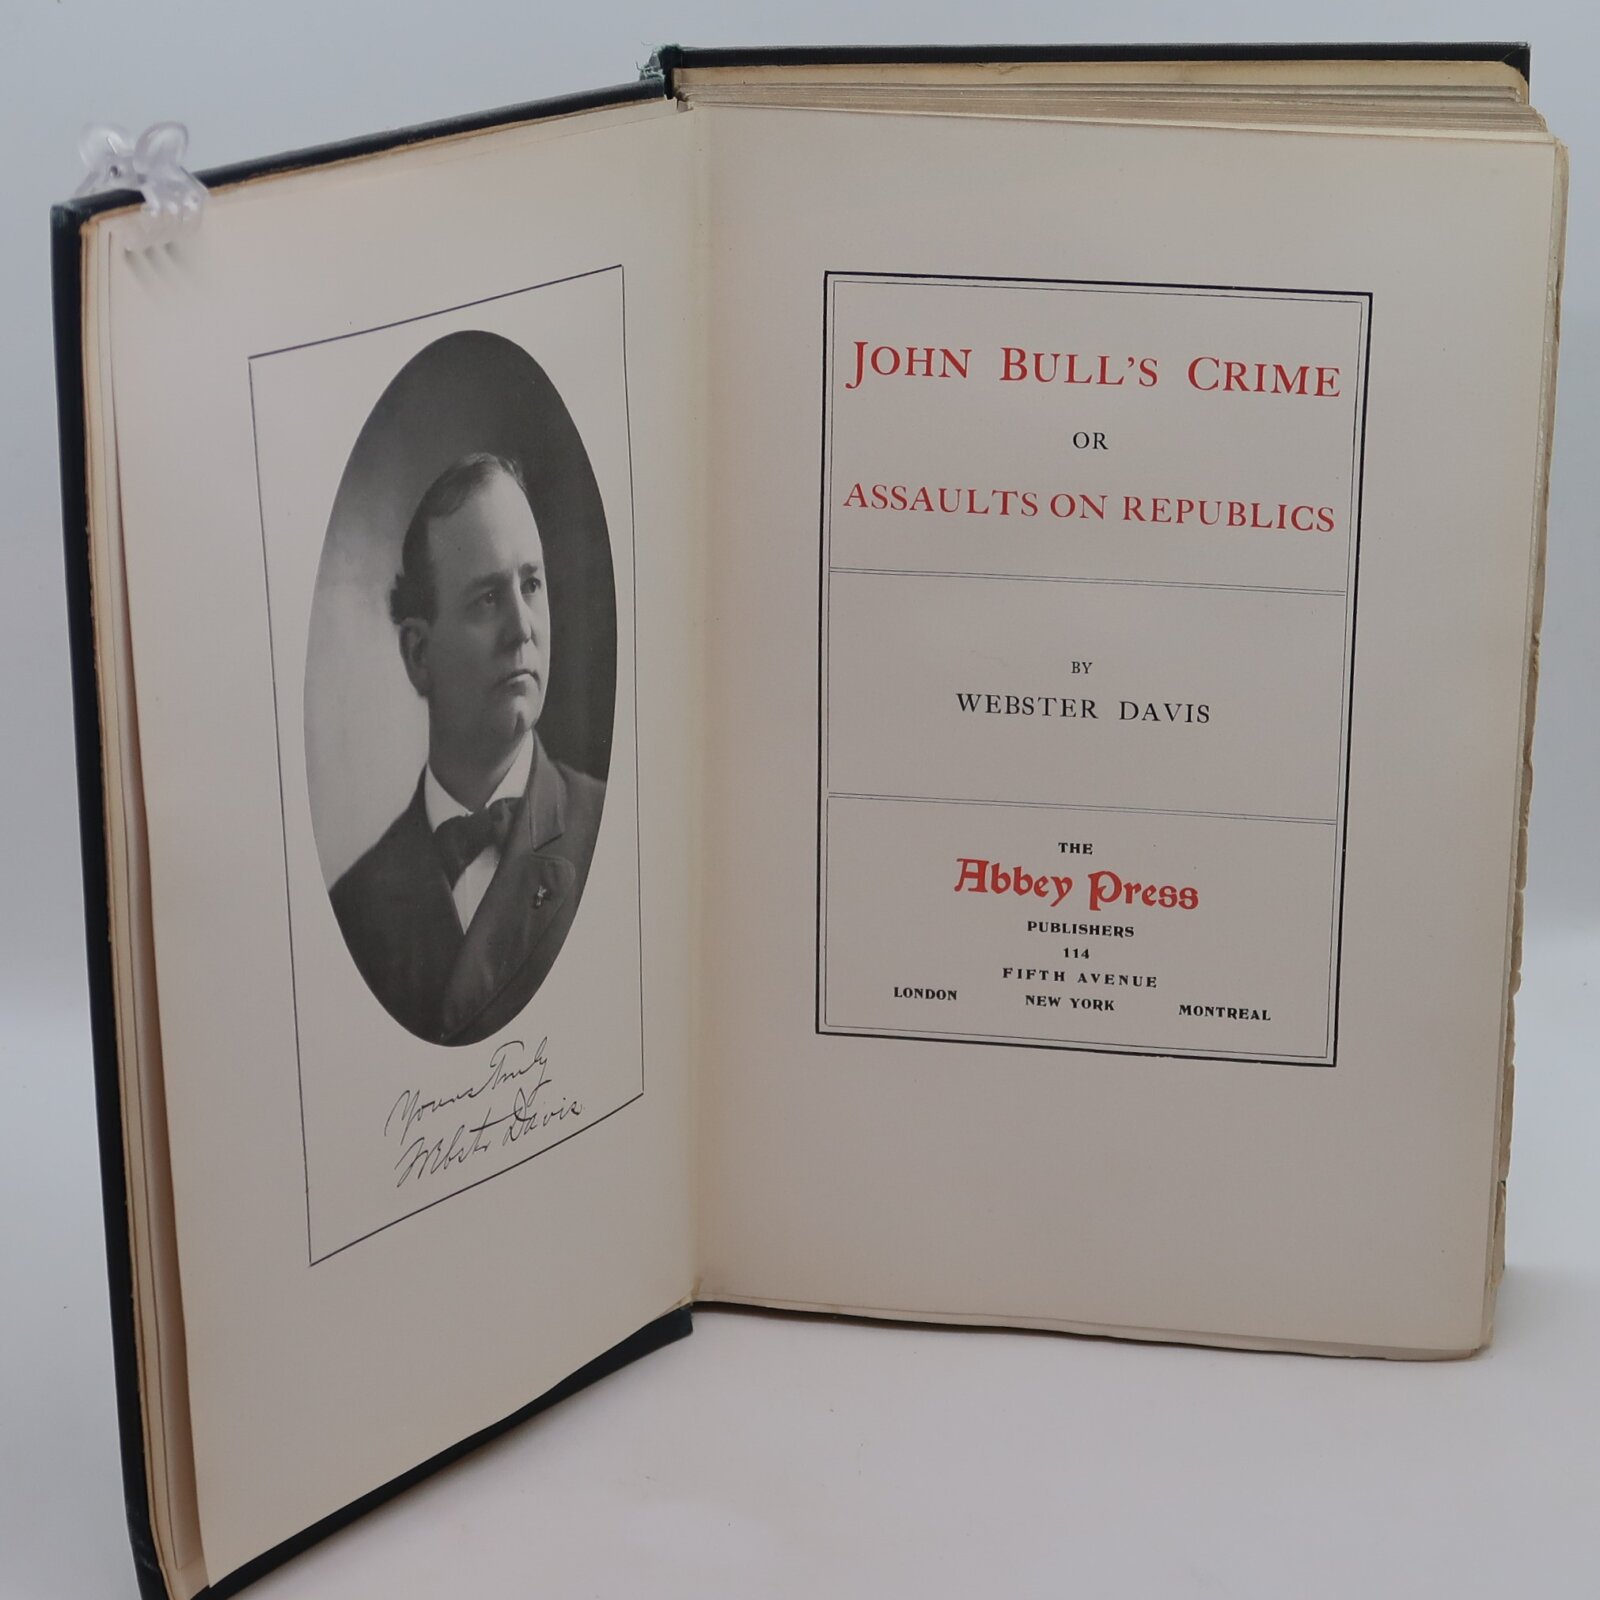 Yours Truly
Webster Davis
JOHN BULL'S CRIME
OR
ASSAULTS ON REPUBLICS
BY
WEBSTER DAVIS
THE
Abbey Press
PUBLISHERS
114
FIFTH AVENUE
LONDON NEW YORK MONTREAL